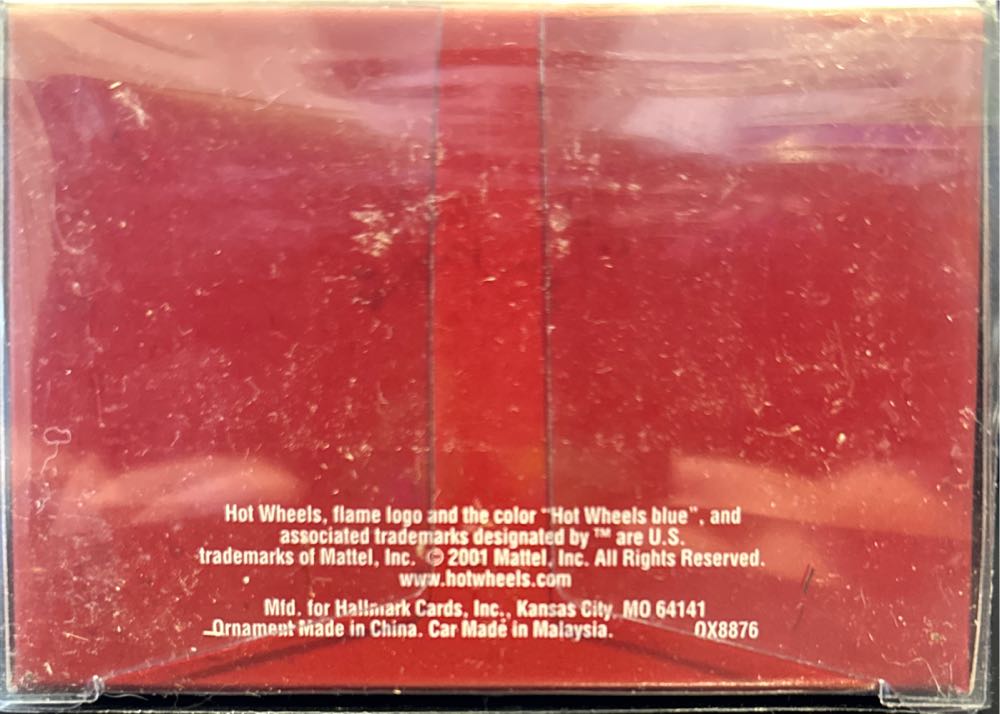 Hot Wheels, flame logo and the color "Hot Wheels blue", and
associated trademarks designated by ™ are U.S.
trademarks of Mattel, Inc. © 2001 Mattel, Inc. All Rights Reserved.
www.hotwheels.com
Mfd. for Hallmark Cards, Inc., Kansas City, MO 64141
Ornament Made in China. Car Made in Malaysia. QX8876